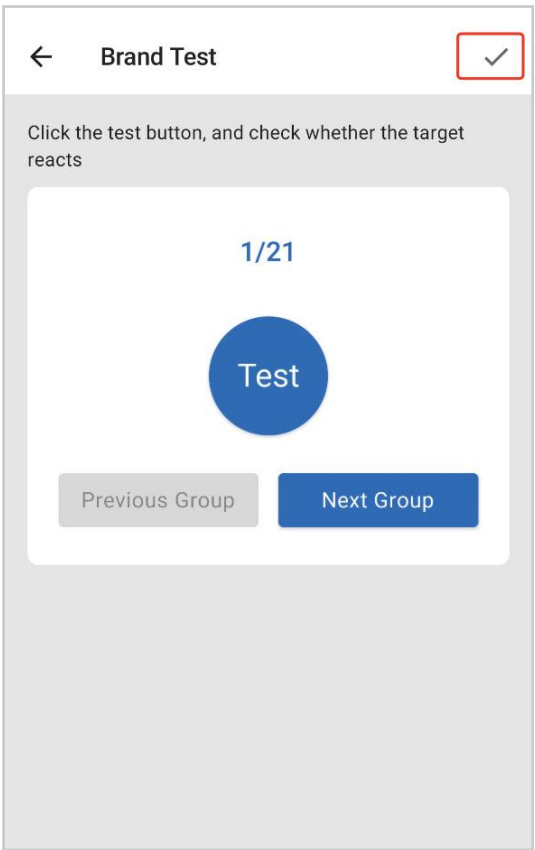 Brand Test
Click the test button, and check whether the target
reacts
1/21
Test
Previous Group
Next Group